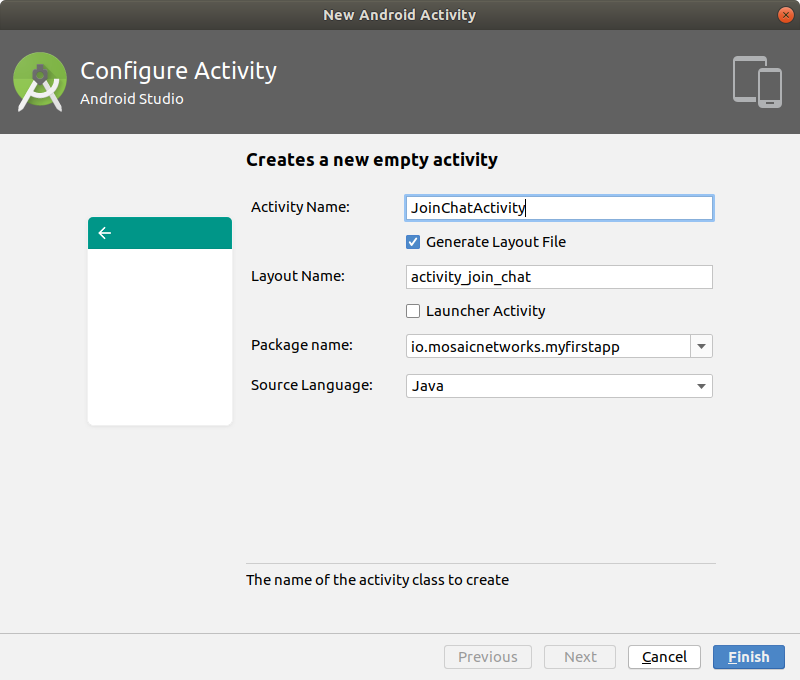 New Android Activity
Configure Activity
Android Studio
Creates a new empty activity
Activity Name: JoinChatActivity
Generate Layout File
Layout Name: activity_join_chat
Launcher Activity
Package name: io.mosaicnetworks.myfirstapp
Source Language: Java
The name of the activity class to create
Previous Next Cancel Finish